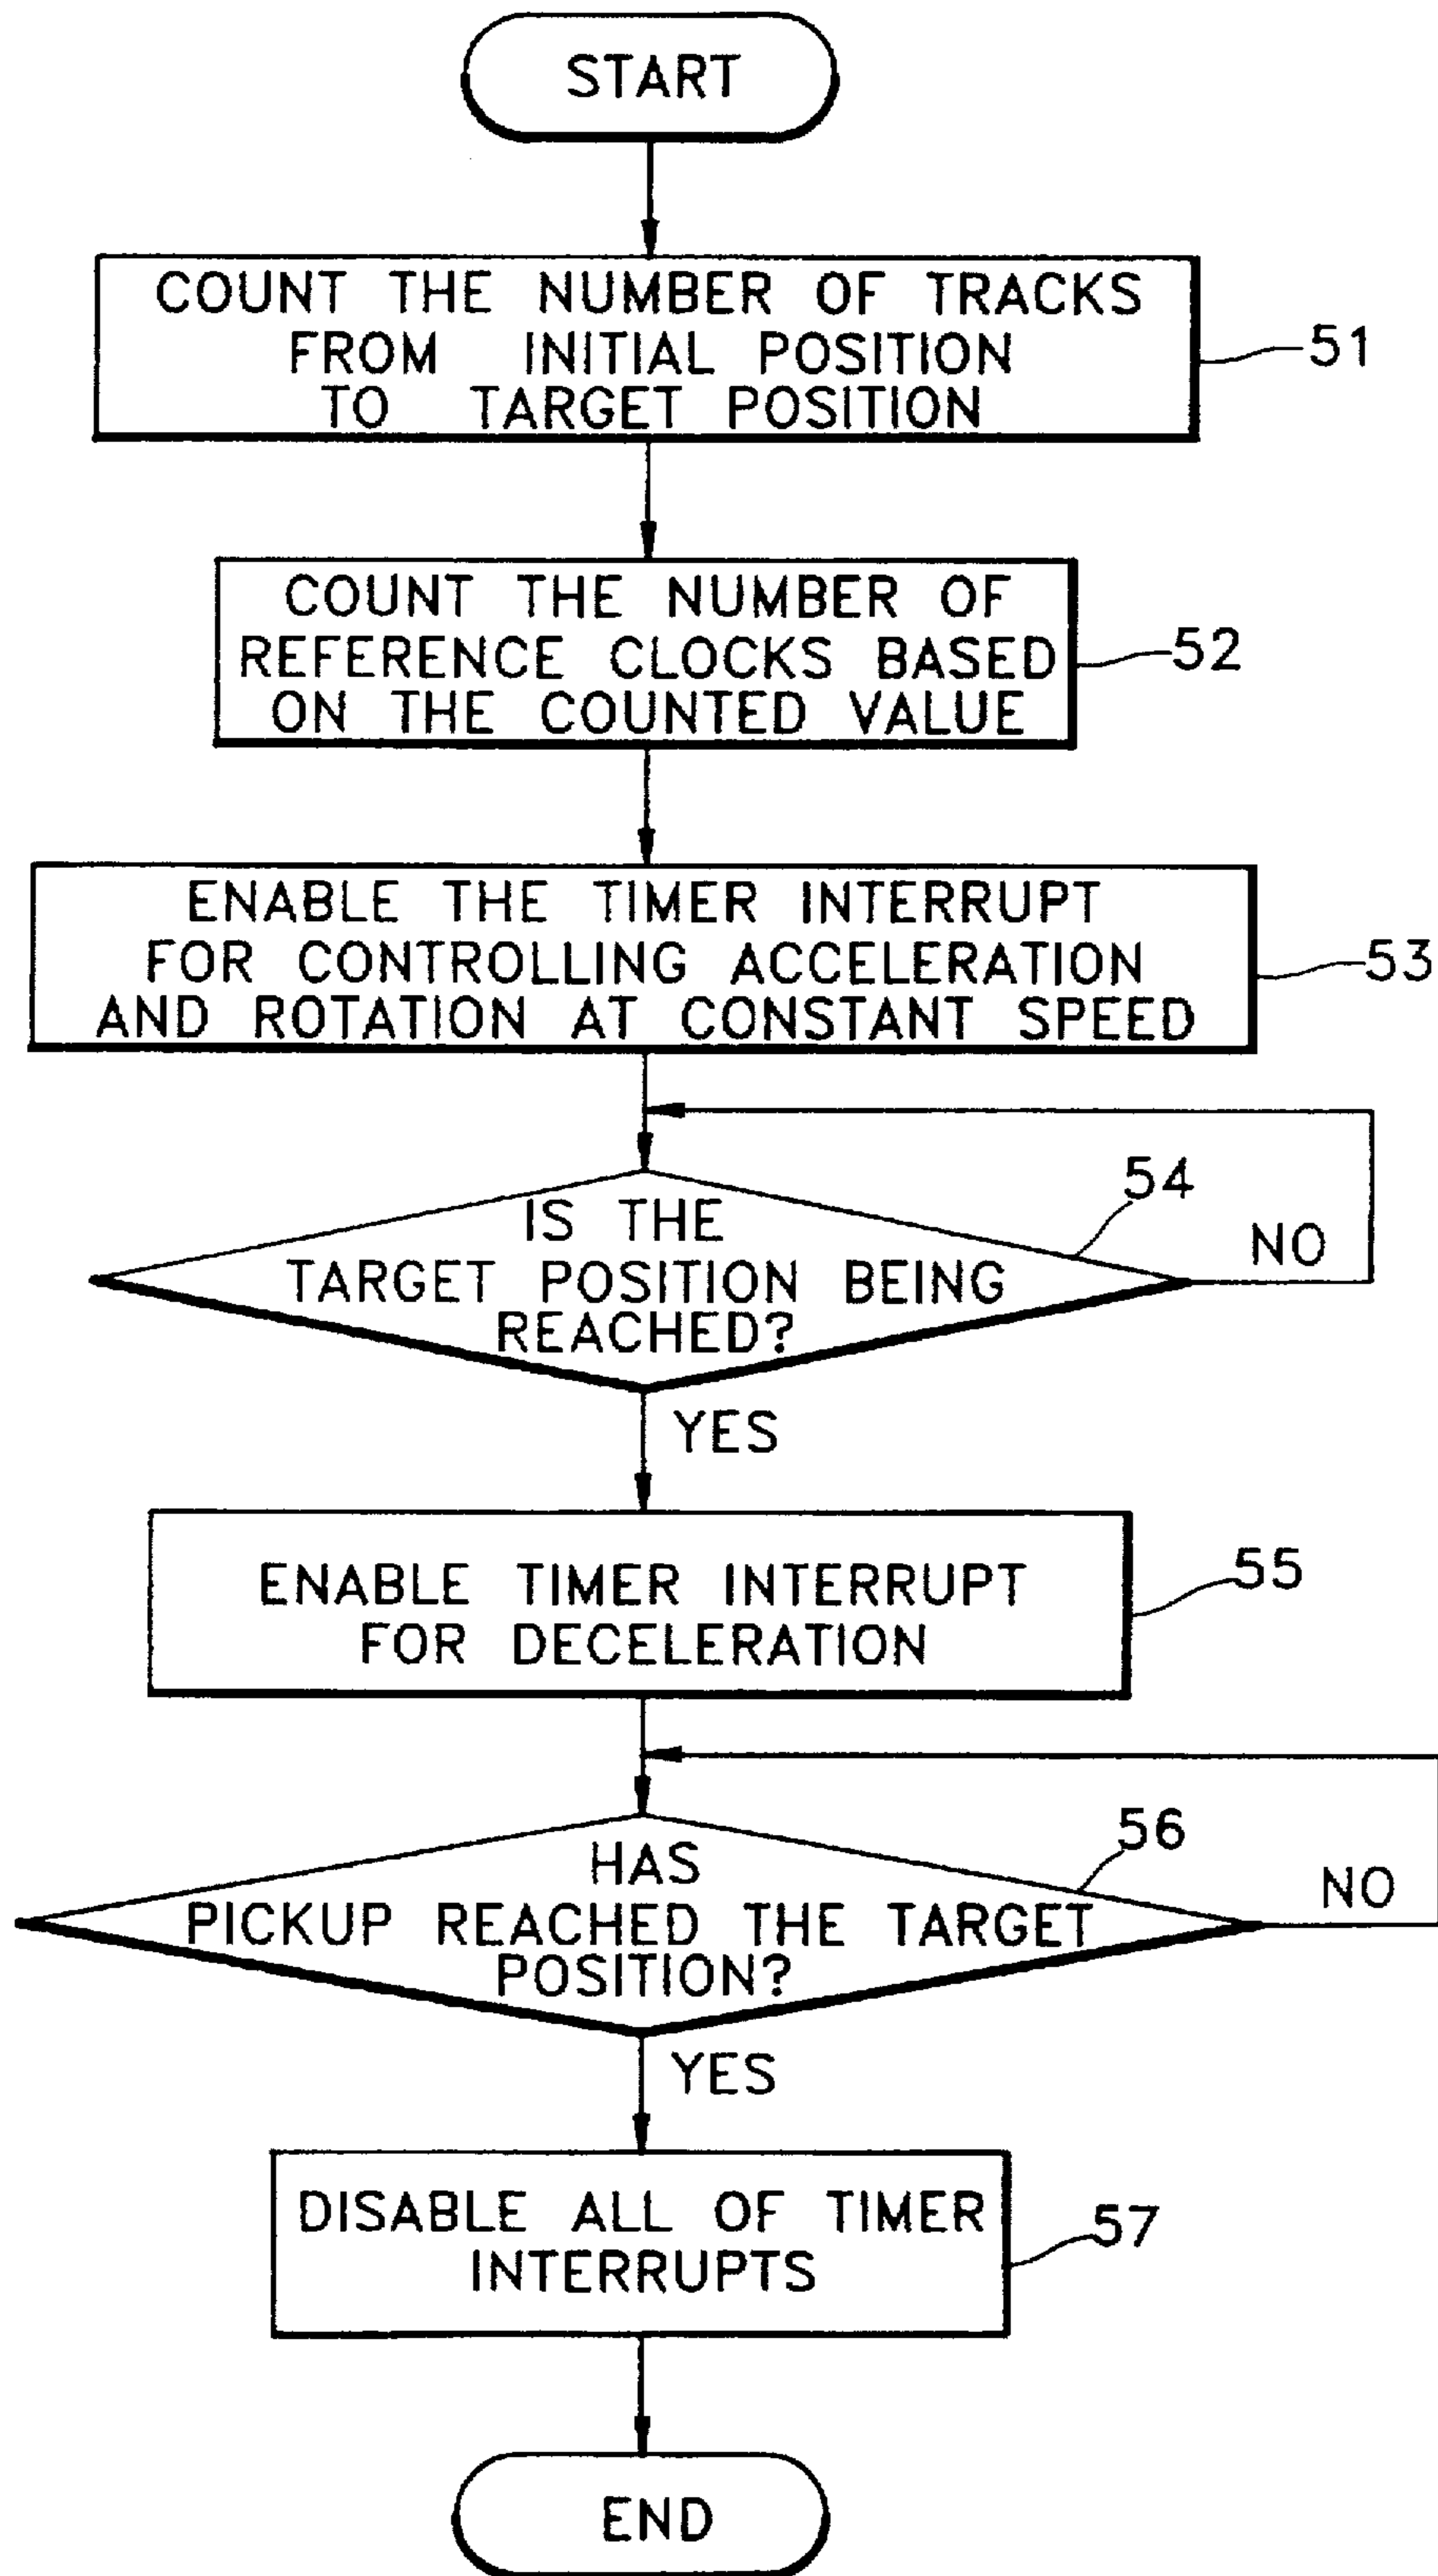 START
COUNT THE NUMBER OF TRACKS
FROM INITIAL POSITION
TO TARGET POSITION
51
COUNT THE NUMBER OF
REFERENCE CLOCKS BASED
ON THE COUNTED VALUE
52
ENABLE THE TIMER INTERRUPT
FOR CONTROLLING ACCELERATION
AND ROTATION AT CONSTANT SPEED
53
54
IS THE
TARGET POSITION BEING
REACHED?
NO
YES
ENABLE TIMER INTERRUPT
FOR DECELERATION
55
56
HAS
PICKUP REACHED THE TARGET
POSITION?
NO
YES
DISABLE ALL OF TIMER
INTERRUPTS
57
END